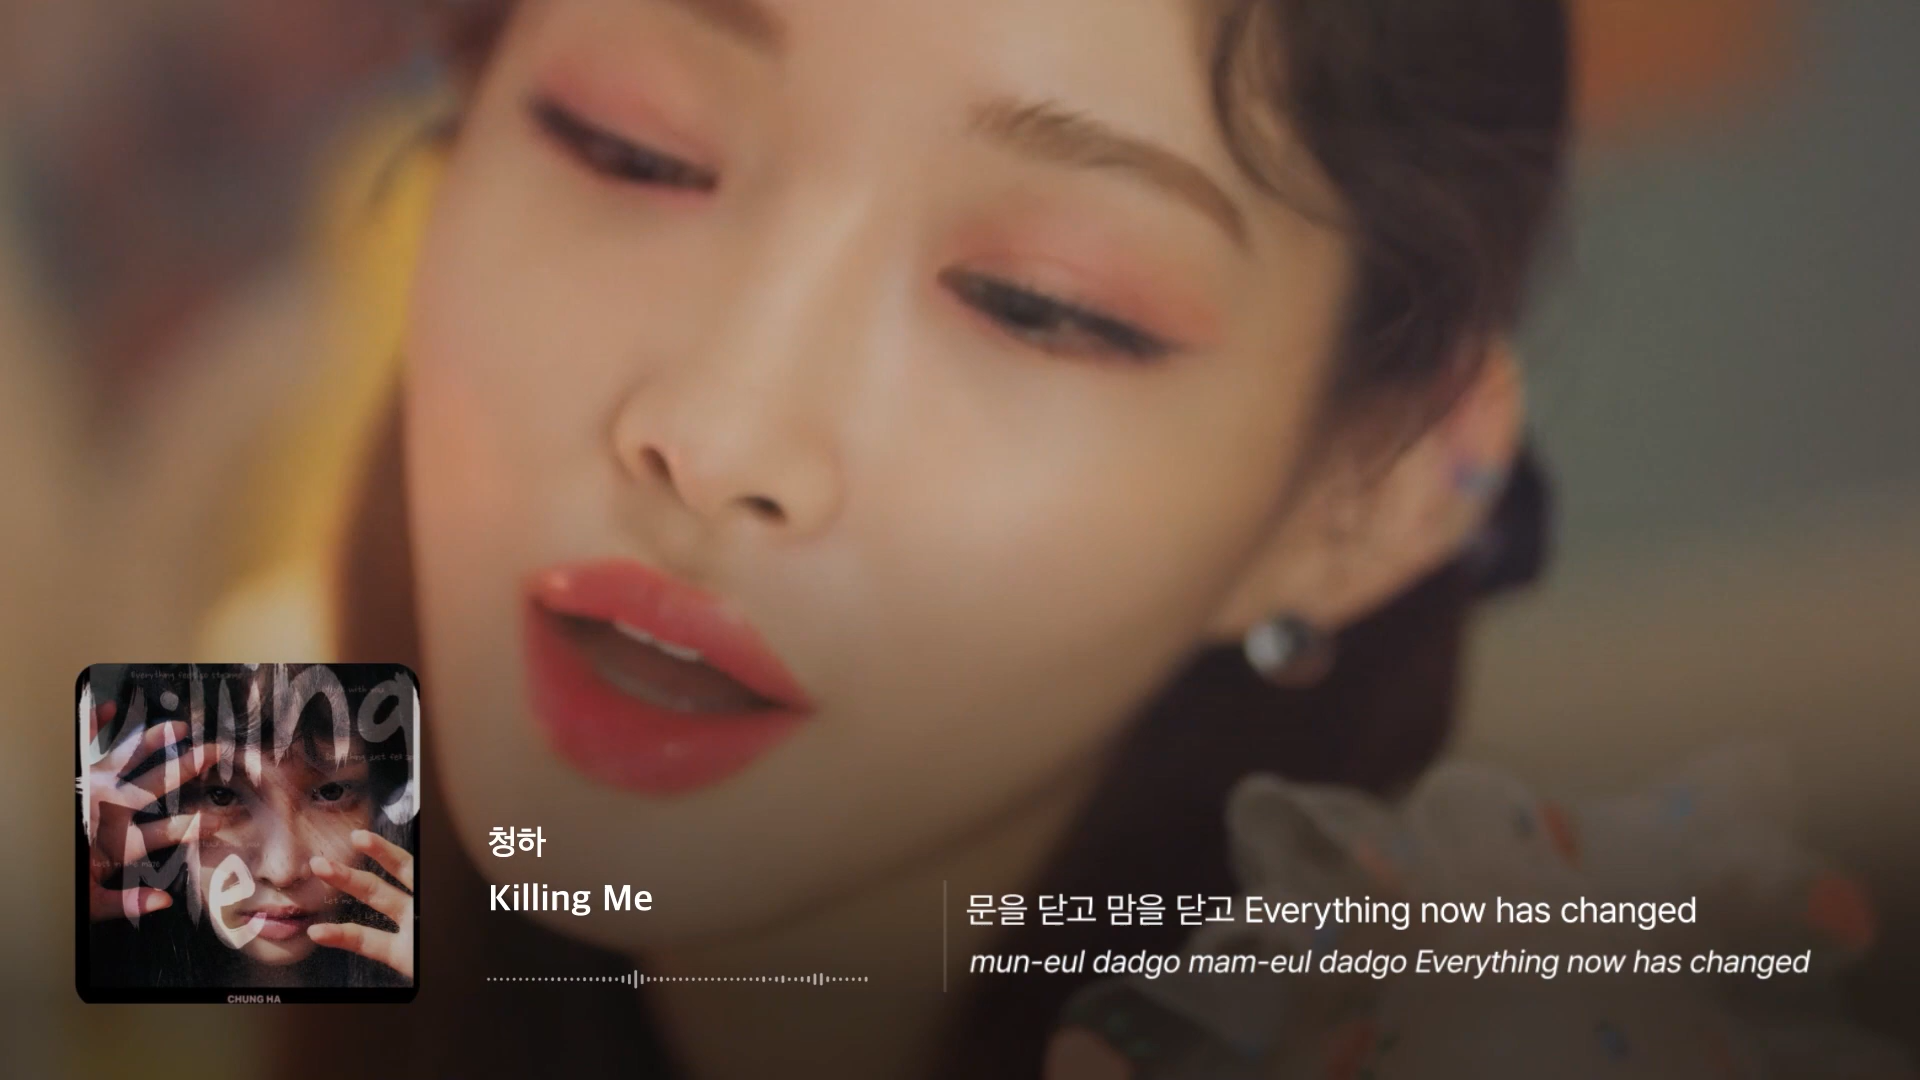 Killing
Me
CHUNG HA
청하
Killing Me
문을 닫고 맘을 닫고 Everything now has changed
mun-eul dadgo mam-eul dadgo Everything now has changed